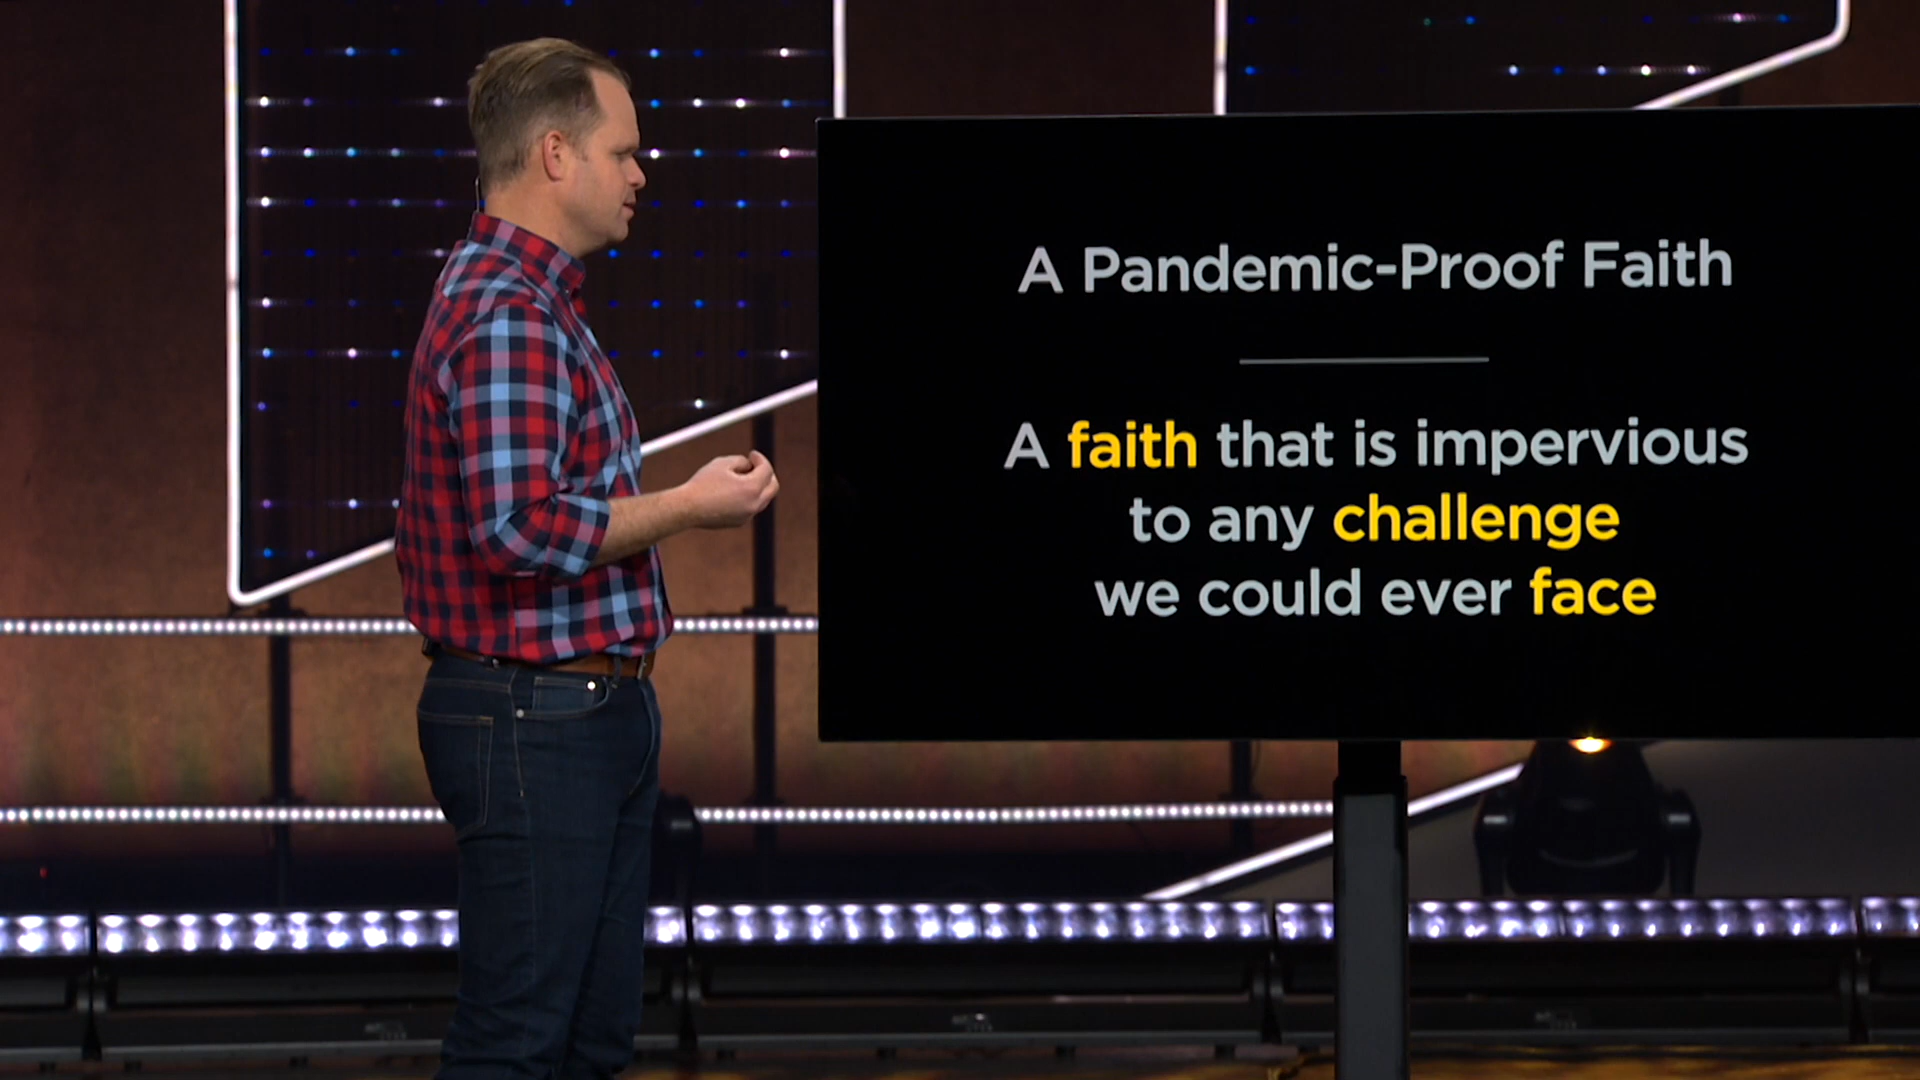 A Pandemic-Proof Faith
A faith that is impervious
to any challenge
we could ever face